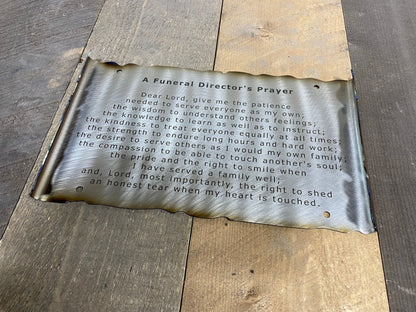 A Funeral Director's Prayer
Dear Lord, give me the patience
needed to serve everyone as my own;
the wisdom to understand others feelings;
the knowledge to learn as well as to instruct;
the kindness to treat everyone equally at all times;
the strength to endure long hours and hard work;
the desire to serve others as I would my own family;
the compassion to be able to touch another's soul;
the pride and the right to smile when
I have served a family well;
and, Lord, most importantly, the right to shed
an honest tear when my heart is touched.